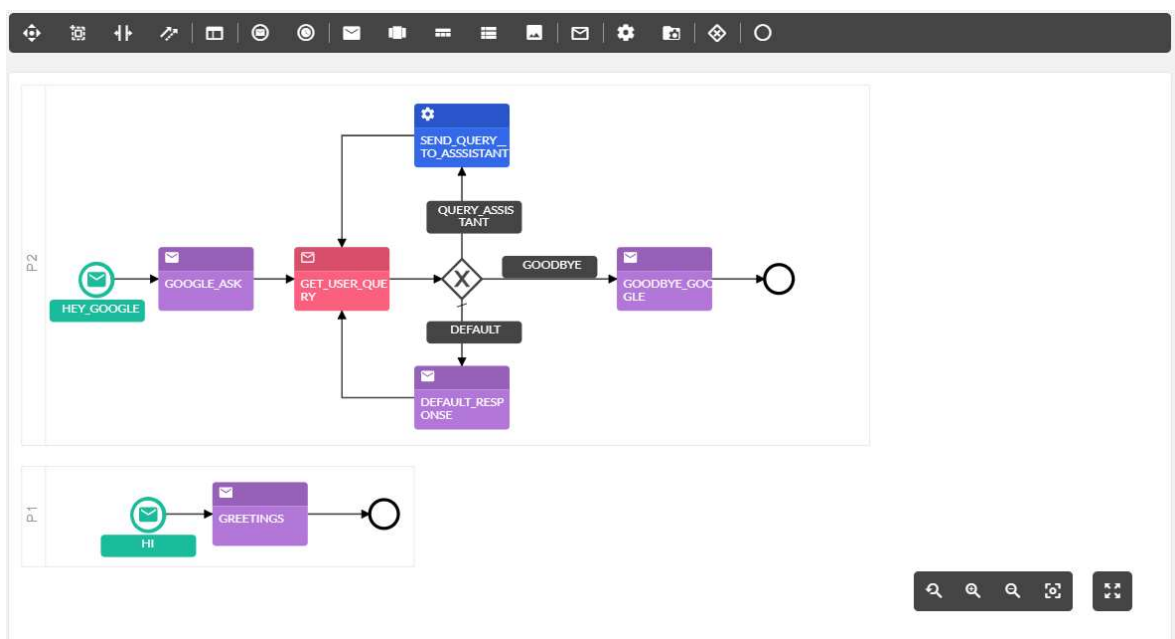 SEND_QUERY_
TO_ASSSISTANT
QUERY_ASSIS
TANT
P2
GOOGLE_ASK
GET_USER_QUE
RY
GOODBYE
GOODBYE_GOO
GLE
HEY_GOOGLE
DEFAULT
DEFAULT_RESP
ONSE
P1
GREETINGS
HI